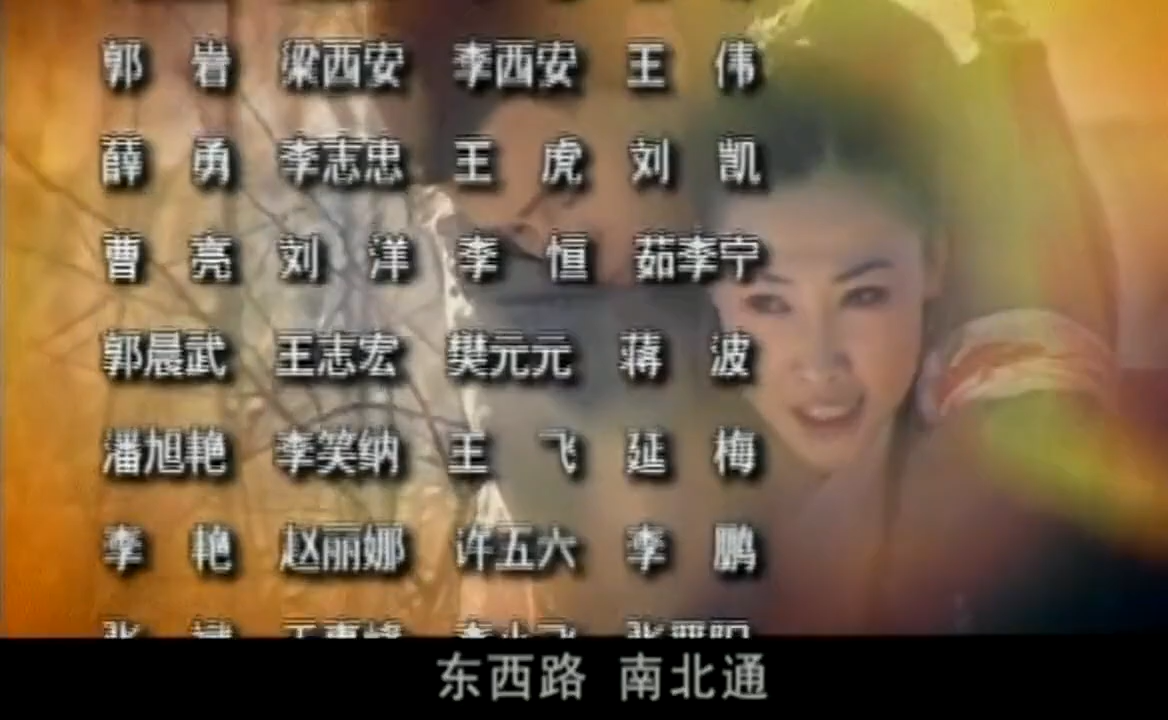 郭 岩 梁西安 李西安 王 伟
薛 勇 李志忠 王 虎 刘 凯
曹 亮 刘 洋 李 恒 茹李宁
郭晨武 王志宏 樊元元 蒋 波
潘旭艳 李笑纳 王 飞 延 梅
李 艳 赵丽娜 许五六 李 鹏
东西路 南北通